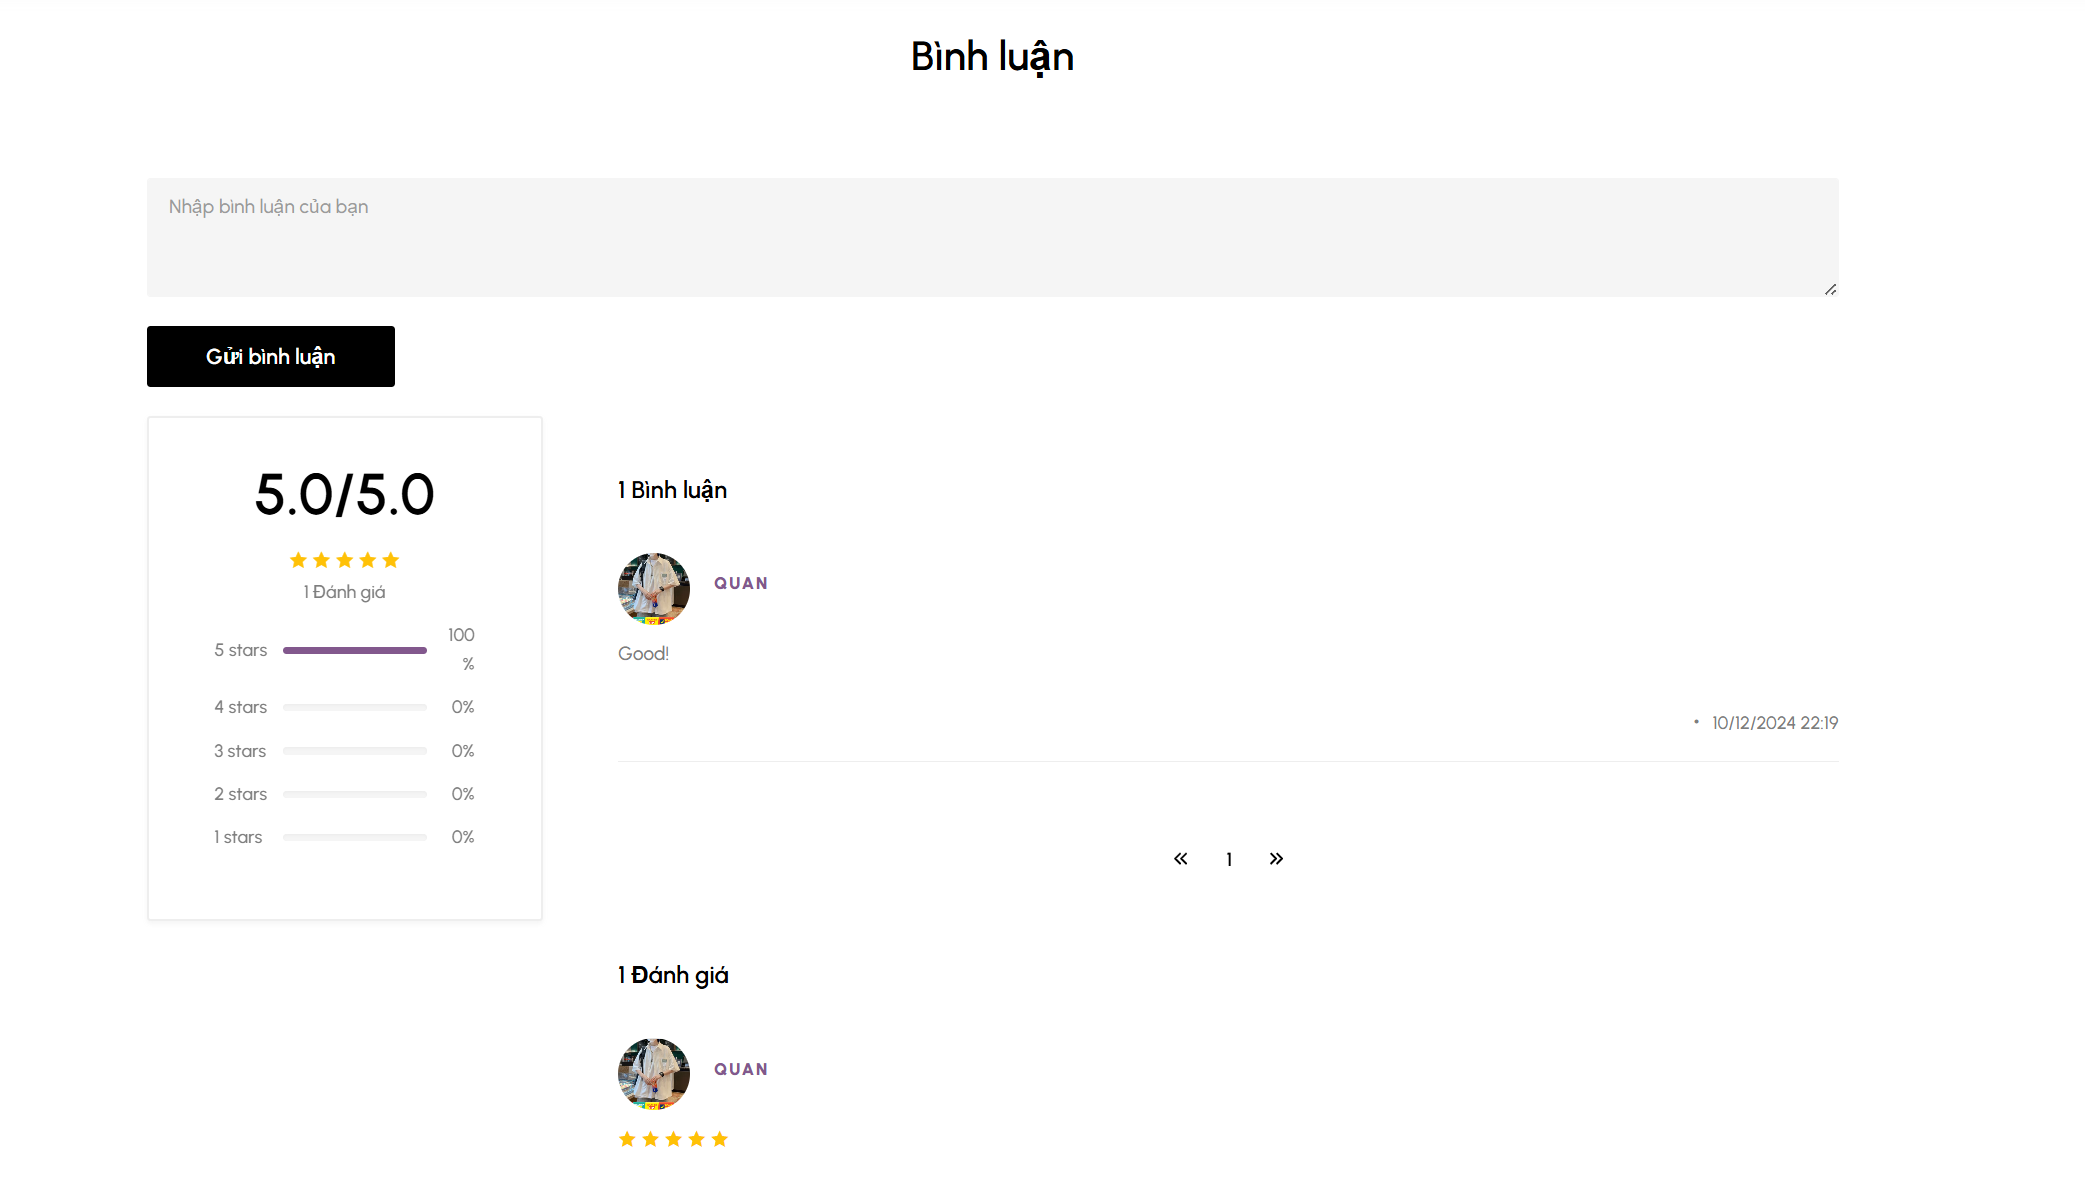 Bình luận
Nhập bình luận của bạn
Gửi bình luận
5.0/5.0
1 Đánh giá
5 stars 100
%
4 stars 0%
3 stars 0%
2 stars 0%
1 stars 0%
1 Bình luận
QUAN
Good!
• 10/12/2024 22:19
« 1 »
1 Đánh giá
QUAN